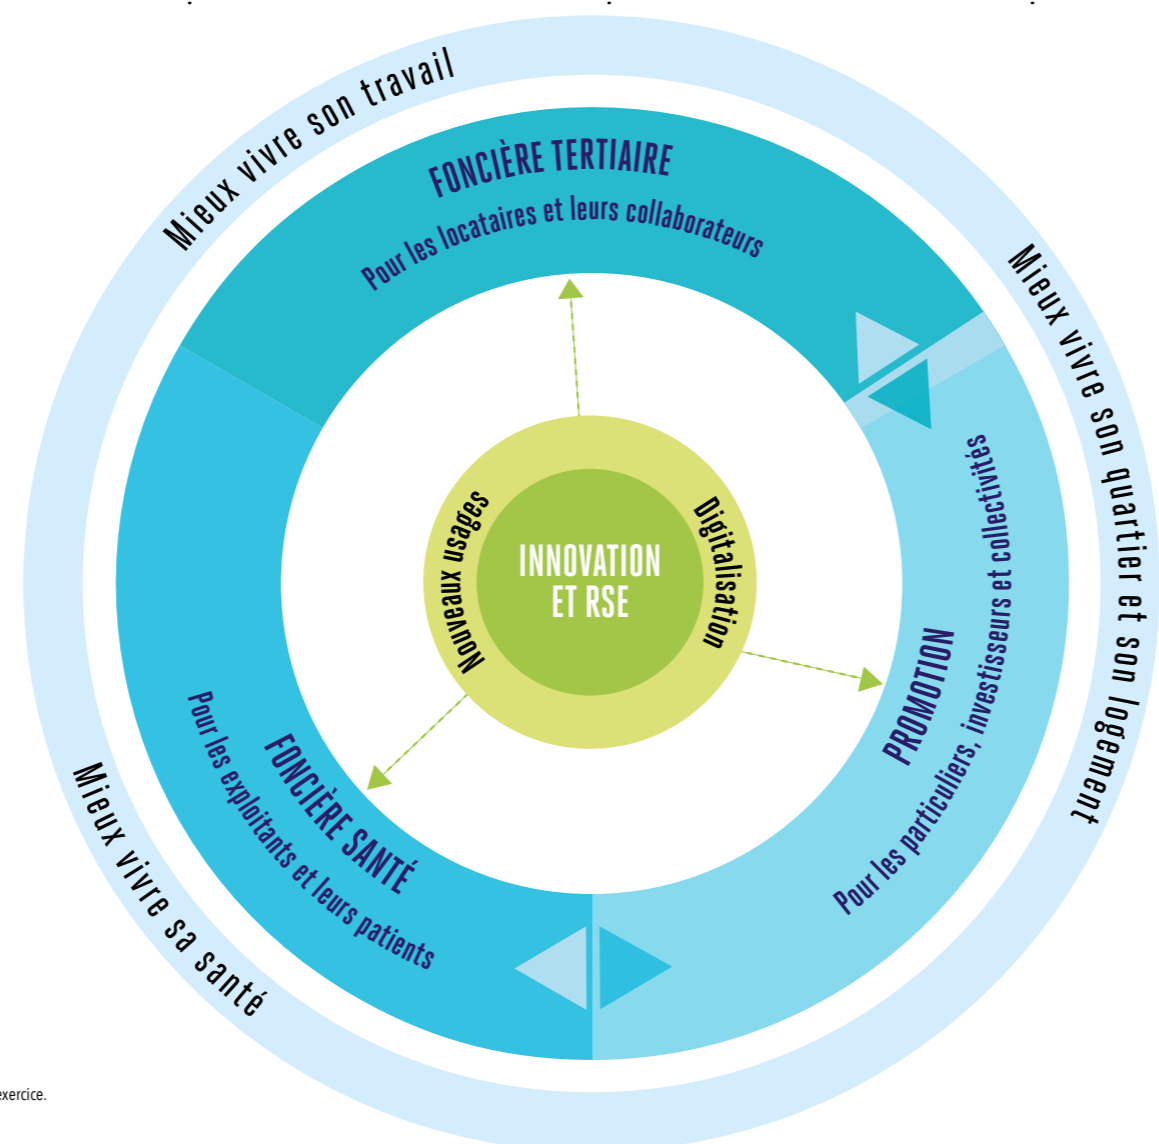 Mieux vivre son travail
FONCIÈRE TERTIAIRE
Pour les locataires et leurs collaborateurs
Mieux vivre son quartier et son logement
PROMOTION
Pour les particuliers, investisseurs et collectivités
Nouveaux usages
INNOVATION
ET RSE
Digitalisation
FONCIÈRE SANTÉ
Pour les exploitants et leurs patients
Mieux vivre sa santé
exercice.